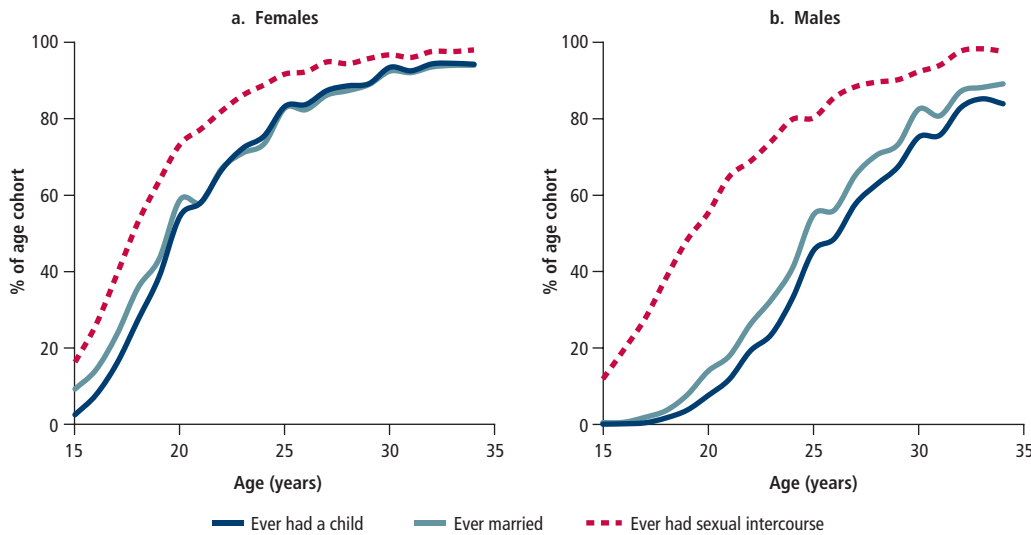 a. Females
% of age cohort
100
80
60
40
20
0
15
20
25
30
35
Age (years)
b. Males
% of age cohort
100
80
60
40
20
0
15
20
25
30
35
Age (years)
Ever had a child
Ever married
Ever had sexual intercourse